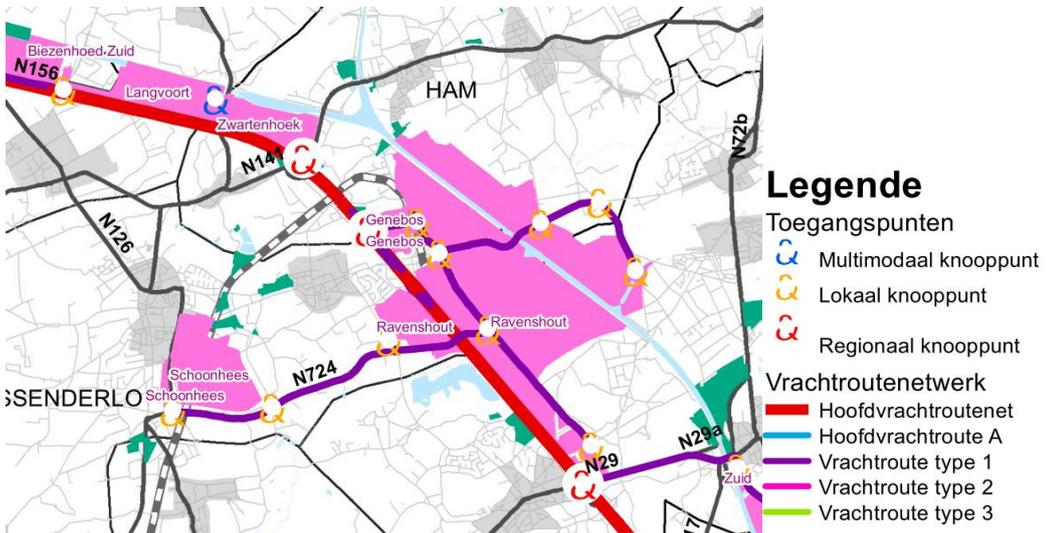 Biezenhoed-Zuid
N156
Langvoort
Zwartenhoek
HAM
N72b
N141
Genebos
Genebos
N126
Ravenshout
Ravenshout
N724
Schoonhees
Schoonhees
SSENDERLO
N29a
N29
Zuid
Legende
Toegangspunten
Multimodaal knooppunt
Lokaal knooppunt
Regionaal knooppunt
Vrachtroutenetwerk
Hoofdvrachtroutenet
Hoofdvrachtroute A
Vrachtroute type 1
Vrachtroute type 2
Vrachtroute type 3